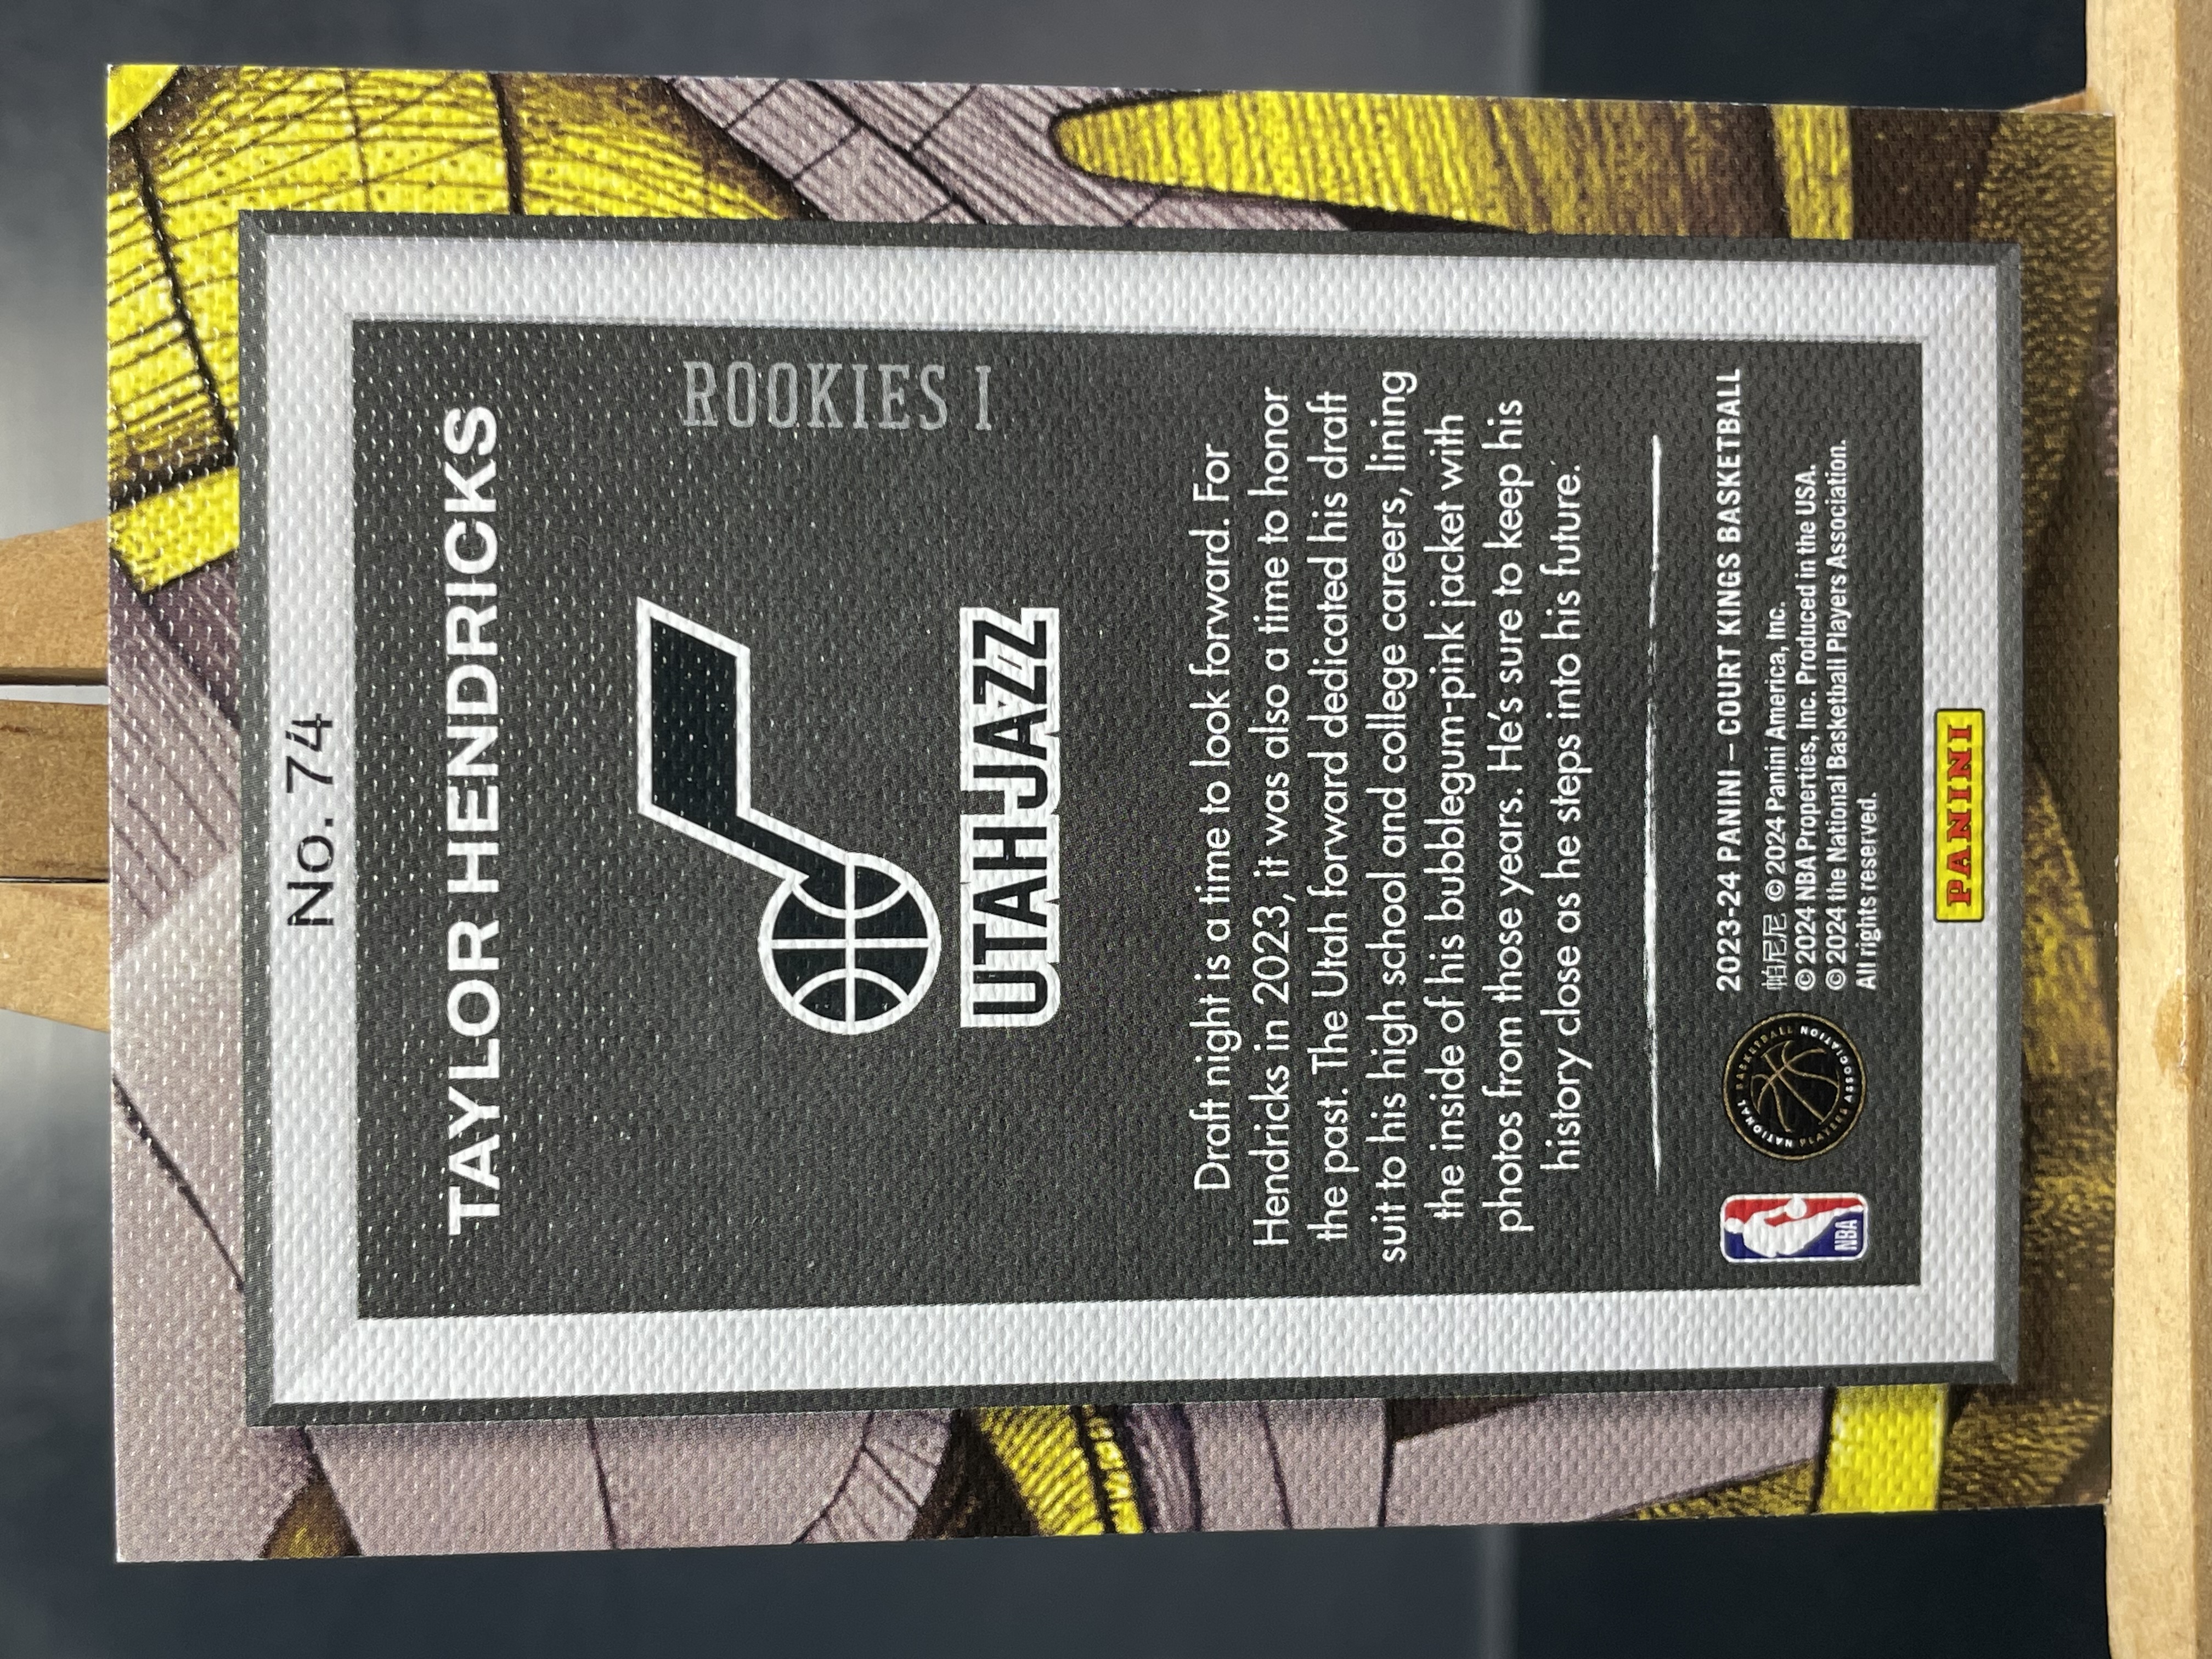 No. 74
TAYLOR HENDRICKS
ROOKIES I
UTAH JAZZ
Draft night is a time to look forward. For
Hendricks in 2023, it was also a time to honor
the past. The Utah forward dedicated his draft
suit to his high school and college careers, lining
the inside of his bubblegum-pink jacket with
photos from those years. He's sure to keep his
history close as he steps into his future.
2023-24 PANINI – COURT KINGS BASKETBALL
帕尼尼 © 2024 Panini America, Inc.
© 2024 NBA Properties, Inc. Produced in the USA.
© 2024 the National Basketball Players Association.
All rights reserved.
NBA
NATIONAL BASKETBALL PLAYERS ASSOCIATION
PANINI